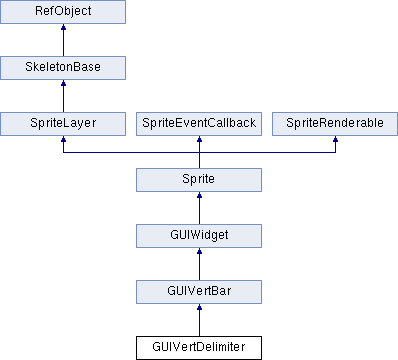 RefObject
SkeletonBase
SpriteLayer SpriteEventCallback SpriteRenderable
Sprite
GUIWidget
GUIVertBar
GUIVertDelimiter